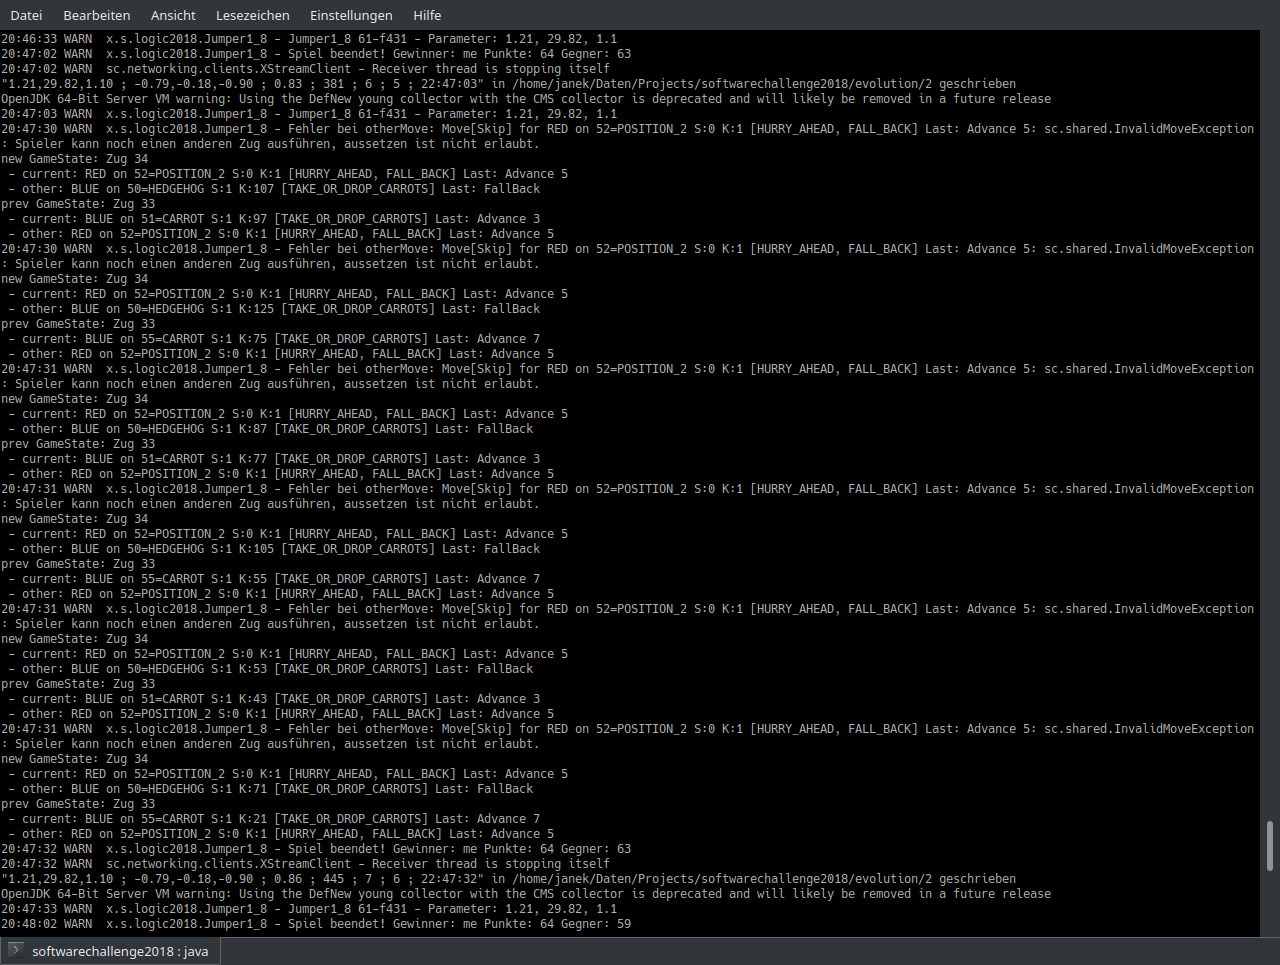 Datei Bearbeiten Ansicht Lesezeichen Einstellungen Hilfe
20:46:33 WARN  x.s.logic2018.Jumper1_8 - Jumper1_8 61-f431 - Parameter: 1.21, 29.82, 1.1
20:47:02 WARN  x.s.logic2018.Jumper1_8 - Spiel beendet! Gewinner: me Punkte: 64 Gegner: 63
20:47:02 WARN  sc.networking.clients.XStreamClient - Receiver thread is stopping itself
"1.21,29.82,1.10 ; -0.79,-0.18,-0.90 ; 0.83 ; 381 ; 6 ; 5 ; 22:47:03" in /home/janek/Daten/Projects/softwarechallenge2018/evolution/2 geschrieben
OpenJDK 64-Bit Server VM warning: Using the DefNew young collector with the CMS collector is deprecated and will likely be removed in a future release
20:47:03 WARN  x.s.logic2018.Jumper1_8 - Jumper1_8 61-f431 - Parameter: 1.21, 29.82, 1.1
20:47:30 WARN  x.s.logic2018.Jumper1_8 - Fehler bei otherMove: Move[Skip] for RED on 52=POSITION_2 S:0 K:1 [HURRY_AHEAD, FALL_BACK] Last: Advance 5: sc.shared.InvalidMoveException
: Spieler kann noch einen anderen Zug ausführen, aussetzen ist nicht erlaubt.
new GameState: Zug 34
 - current: RED on 52=POSITION_2 S:0 K:1 [HURRY_AHEAD, FALL_BACK] Last: Advance 5
 - other: BLUE on 50=HEDGEHOG S:1 K:107 [TAKE_OR_DROP_CARROTS] Last: FallBack
prev GameState: Zug 33
 - current: BLUE on 51=CARROT S:1 K:97 [TAKE_OR_DROP_CARROTS] Last: Advance 3
 - other: RED on 52=POSITION_2 S:0 K:1 [HURRY_AHEAD, FALL_BACK] Last: Advance 5
20:47:30 WARN  x.s.logic2018.Jumper1_8 - Fehler bei otherMove: Move[Skip] for RED on 52=POSITION_2 S:0 K:1 [HURRY_AHEAD, FALL_BACK] Last: Advance 5: sc.shared.InvalidMoveException
: Spieler kann noch einen anderen Zug ausführen, aussetzen ist nicht erlaubt.
new GameState: Zug 34
 - current: RED on 52=POSITION_2 S:0 K:1 [HURRY_AHEAD, FALL_BACK] Last: Advance 5
 - other: BLUE on 50=HEDGEHOG S:1 K:125 [TAKE_OR_DROP_CARROTS] Last: FallBack
prev GameState: Zug 33
 - current: BLUE on 55=CARROT S:1 K:75 [TAKE_OR_DROP_CARROTS] Last: Advance 7
 - other: RED on 52=POSITION_2 S:0 K:1 [HURRY_AHEAD, FALL_BACK] Last: Advance 5
20:47:31 WARN  x.s.logic2018.Jumper1_8 - Fehler bei otherMove: Move[Skip] for RED on 52=POSITION_2 S:0 K:1 [HURRY_AHEAD, FALL_BACK] Last: Advance 5: sc.shared.InvalidMoveException
: Spieler kann noch einen anderen Zug ausführen, aussetzen ist nicht erlaubt.
new GameState: Zug 34
 - current: RED on 52=POSITION_2 S:0 K:1 [HURRY_AHEAD, FALL_BACK] Last: Advance 5
 - other: BLUE on 50=HEDGEHOG S:1 K:87 [TAKE_OR_DROP_CARROTS] Last: FallBack
prev GameState: Zug 33
 - current: BLUE on 51=CARROT S:1 K:77 [TAKE_OR_DROP_CARROTS] Last: Advance 3
 - other: RED on 52=POSITION_2 S:0 K:1 [HURRY_AHEAD, FALL_BACK] Last: Advance 5
20:47:31 WARN  x.s.logic2018.Jumper1_8 - Fehler bei otherMove: Move[Skip] for RED on 52=POSITION_2 S:0 K:1 [HURRY_AHEAD, FALL_BACK] Last: Advance 5: sc.shared.InvalidMoveException
: Spieler kann noch einen anderen Zug ausführen, aussetzen ist nicht erlaubt.
new GameState: Zug 34
 - current: RED on 52=POSITION_2 S:0 K:1 [HURRY_AHEAD, FALL_BACK] Last: Advance 5
 - other: BLUE on 50=HEDGEHOG S:1 K:105 [TAKE_OR_DROP_CARROTS] Last: FallBack
prev GameState: Zug 33
 - current: BLUE on 55=CARROT S:1 K:55 [TAKE_OR_DROP_CARROTS] Last: Advance 7
 - other: RED on 52=POSITION_2 S:0 K:1 [HURRY_AHEAD, FALL_BACK] Last: Advance 5
20:47:31 WARN  x.s.logic2018.Jumper1_8 - Fehler bei otherMove: Move[Skip] for RED on 52=POSITION_2 S:0 K:1 [HURRY_AHEAD, FALL_BACK] Last: Advance 5: sc.shared.InvalidMoveException
: Spieler kann noch einen anderen Zug ausführen, aussetzen ist nicht erlaubt.
new GameState: Zug 34
 - current: RED on 52=POSITION_2 S:0 K:1 [HURRY_AHEAD, FALL_BACK] Last: Advance 5
 - other: BLUE on 50=HEDGEHOG S:1 K:53 [TAKE_OR_DROP_CARROTS] Last: FallBack
prev GameState: Zug 33
 - current: BLUE on 51=CARROT S:1 K:43 [TAKE_OR_DROP_CARROTS] Last: Advance 3
 - other: RED on 52=POSITION_2 S:0 K:1 [HURRY_AHEAD, FALL_BACK] Last: Advance 5
20:47:31 WARN  x.s.logic2018.Jumper1_8 - Fehler bei otherMove: Move[Skip] for RED on 52=POSITION_2 S:0 K:1 [HURRY_AHEAD, FALL_BACK] Last: Advance 5: sc.shared.InvalidMoveException
: Spieler kann noch einen anderen Zug ausführen, aussetzen ist nicht erlaubt.
new GameState: Zug 34
 - current: RED on 52=POSITION_2 S:0 K:1 [HURRY_AHEAD, FALL_BACK] Last: Advance 5
 - other: BLUE on 50=HEDGEHOG S:1 K:71 [TAKE_OR_DROP_CARROTS] Last: FallBack
prev GameState: Zug 33
 - current: BLUE on 55=CARROT S:1 K:21 [TAKE_OR_DROP_CARROTS] Last: Advance 7
 - other: RED on 52=POSITION_2 S:0 K:1 [HURRY_AHEAD, FALL_BACK] Last: Advance 5
20:47:32 WARN  x.s.logic2018.Jumper1_8 - Spiel beendet! Gewinner: me Punkte: 64 Gegner: 63
20:47:32 WARN  sc.networking.clients.XStreamClient - Receiver thread is stopping itself
"1.21,29.82,1.10 ; -0.79,-0.18,-0.90 ; 0.86 ; 445 ; 7 ; 6 ; 22:47:32" in /home/janek/Daten/Projects/softwarechallenge2018/evolution/2 geschrieben
OpenJDK 64-Bit Server VM warning: Using the DefNew young collector with the CMS collector is deprecated and will likely be removed in a future release
20:47:33 WARN  x.s.logic2018.Jumper1_8 - Jumper1_8 61-f431 - Parameter: 1.21, 29.82, 1.1
20:48:02 WARN  x.s.logic2018.Jumper1_8 - Spiel beendet! Gewinner: me Punkte: 64 Gegner: 59
softwarechallenge2018 : java